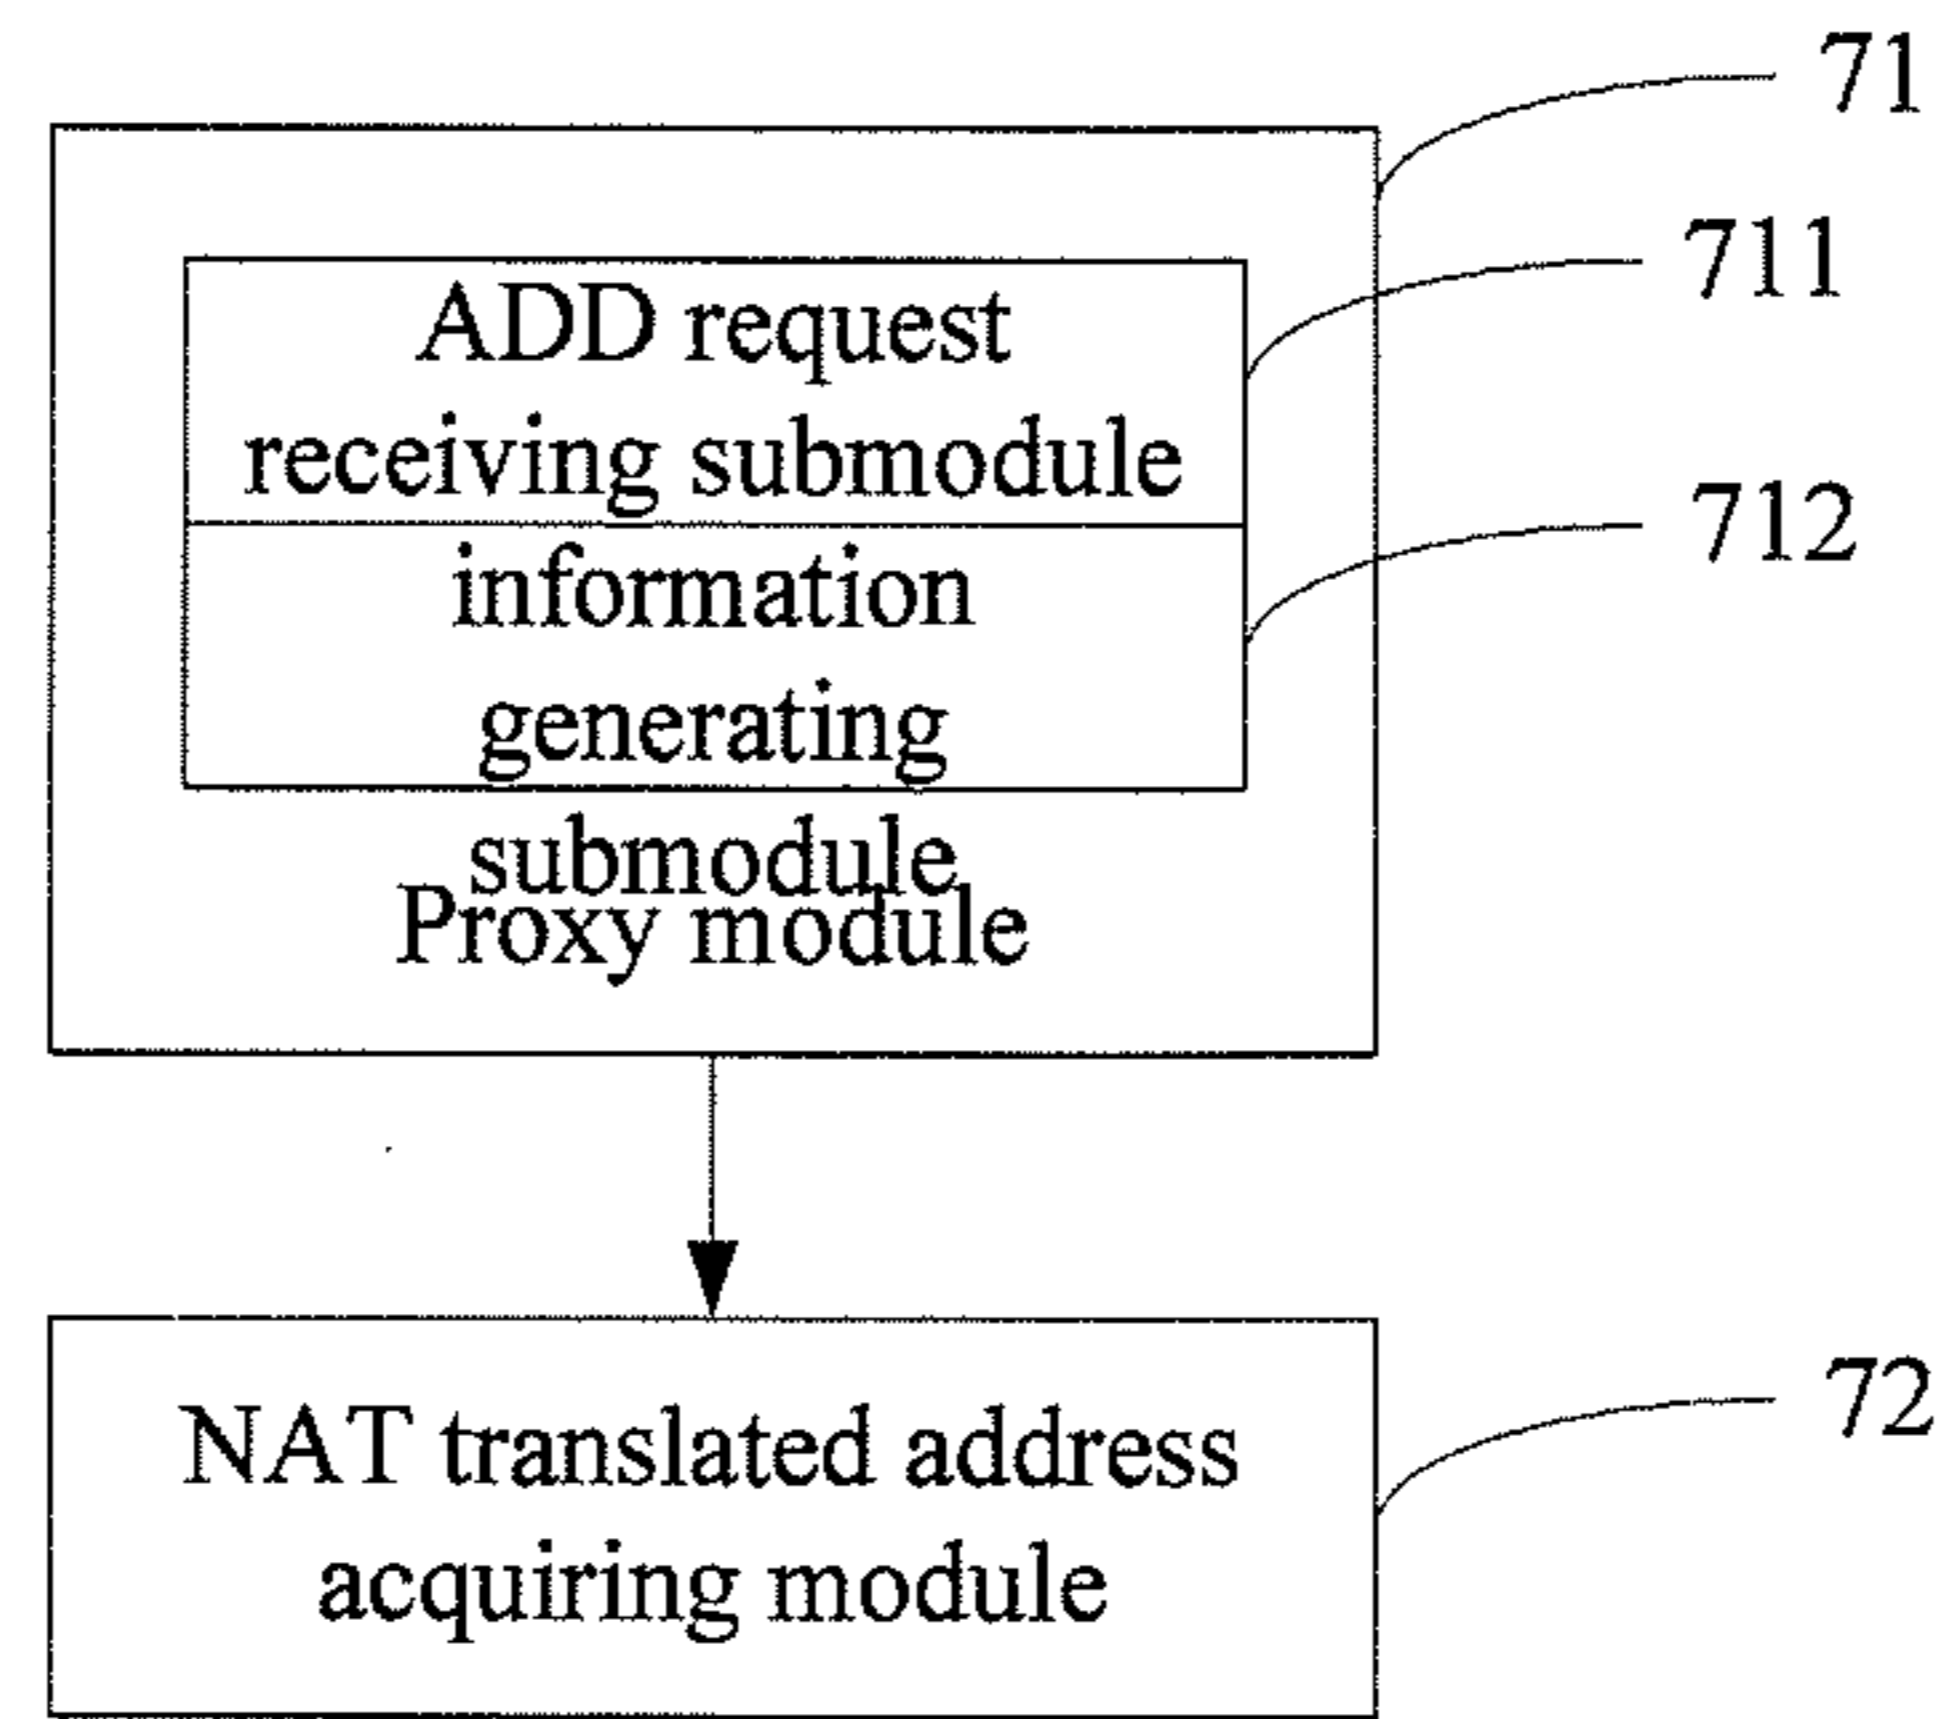 71
711
ADD request
receiving submodule
712
information
generating
submodule
Proxy module
72
NAT translated address
acquiring module